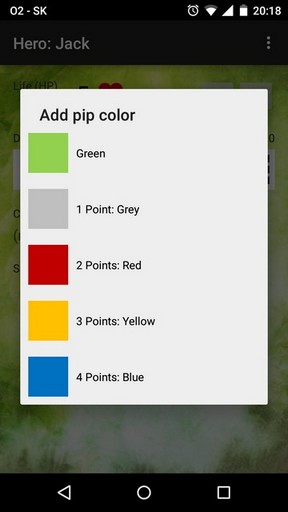 O2 - SK
20:18
Hero: Jack
Life (HP)
Add pip color
Green
1 Point: Grey
2 Points: Red
3 Points: Yellow
4 Points: Blue